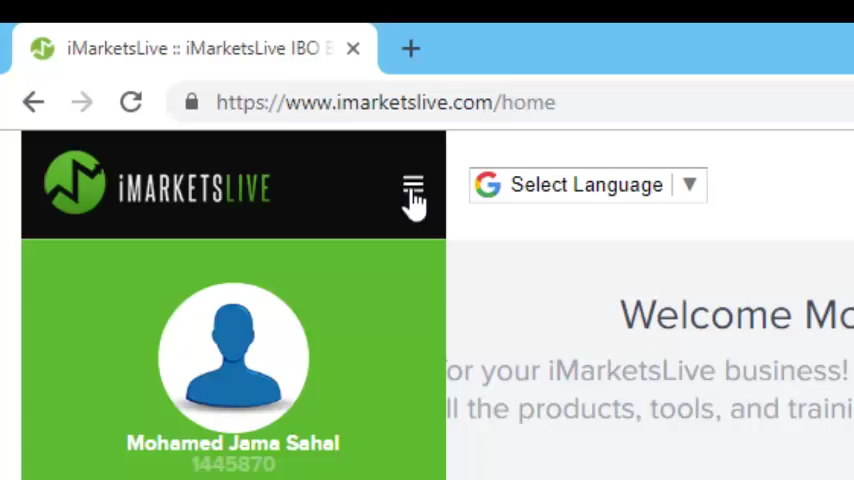 iMarketsLive :: iMarketsLive IBO
https://www.imarketslive.com/home
iMARKETSLIVE
Select Language
Welcome Mo
or your iMarketsLive business!
ll the products, tools, and traini
Mohamed Jama Sahal
1445870